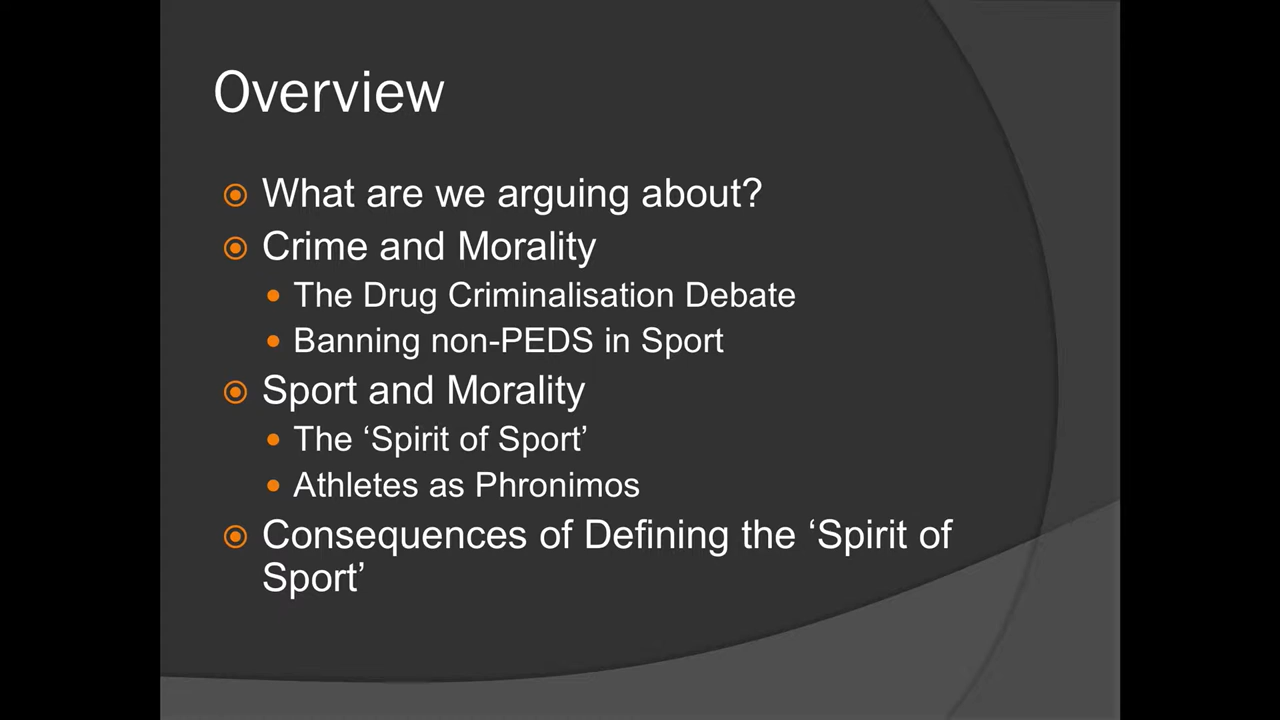 Overview
What are we arguing about?
Crime and Morality
The Drug Criminalisation Debate
Banning non-PEDS in Sport
Sport and Morality
The ‘Spirit of Sport’
Athletes as Phronimos
Consequences of Defining the ‘Spirit of
Sport’